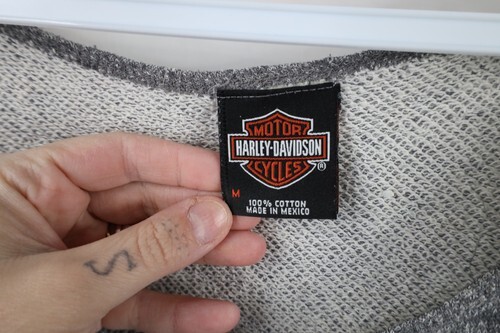 MOTOR
HARLEY-DAVIDSON
®
CYCLES
M
100% COTTON
MADE IN MEXICO